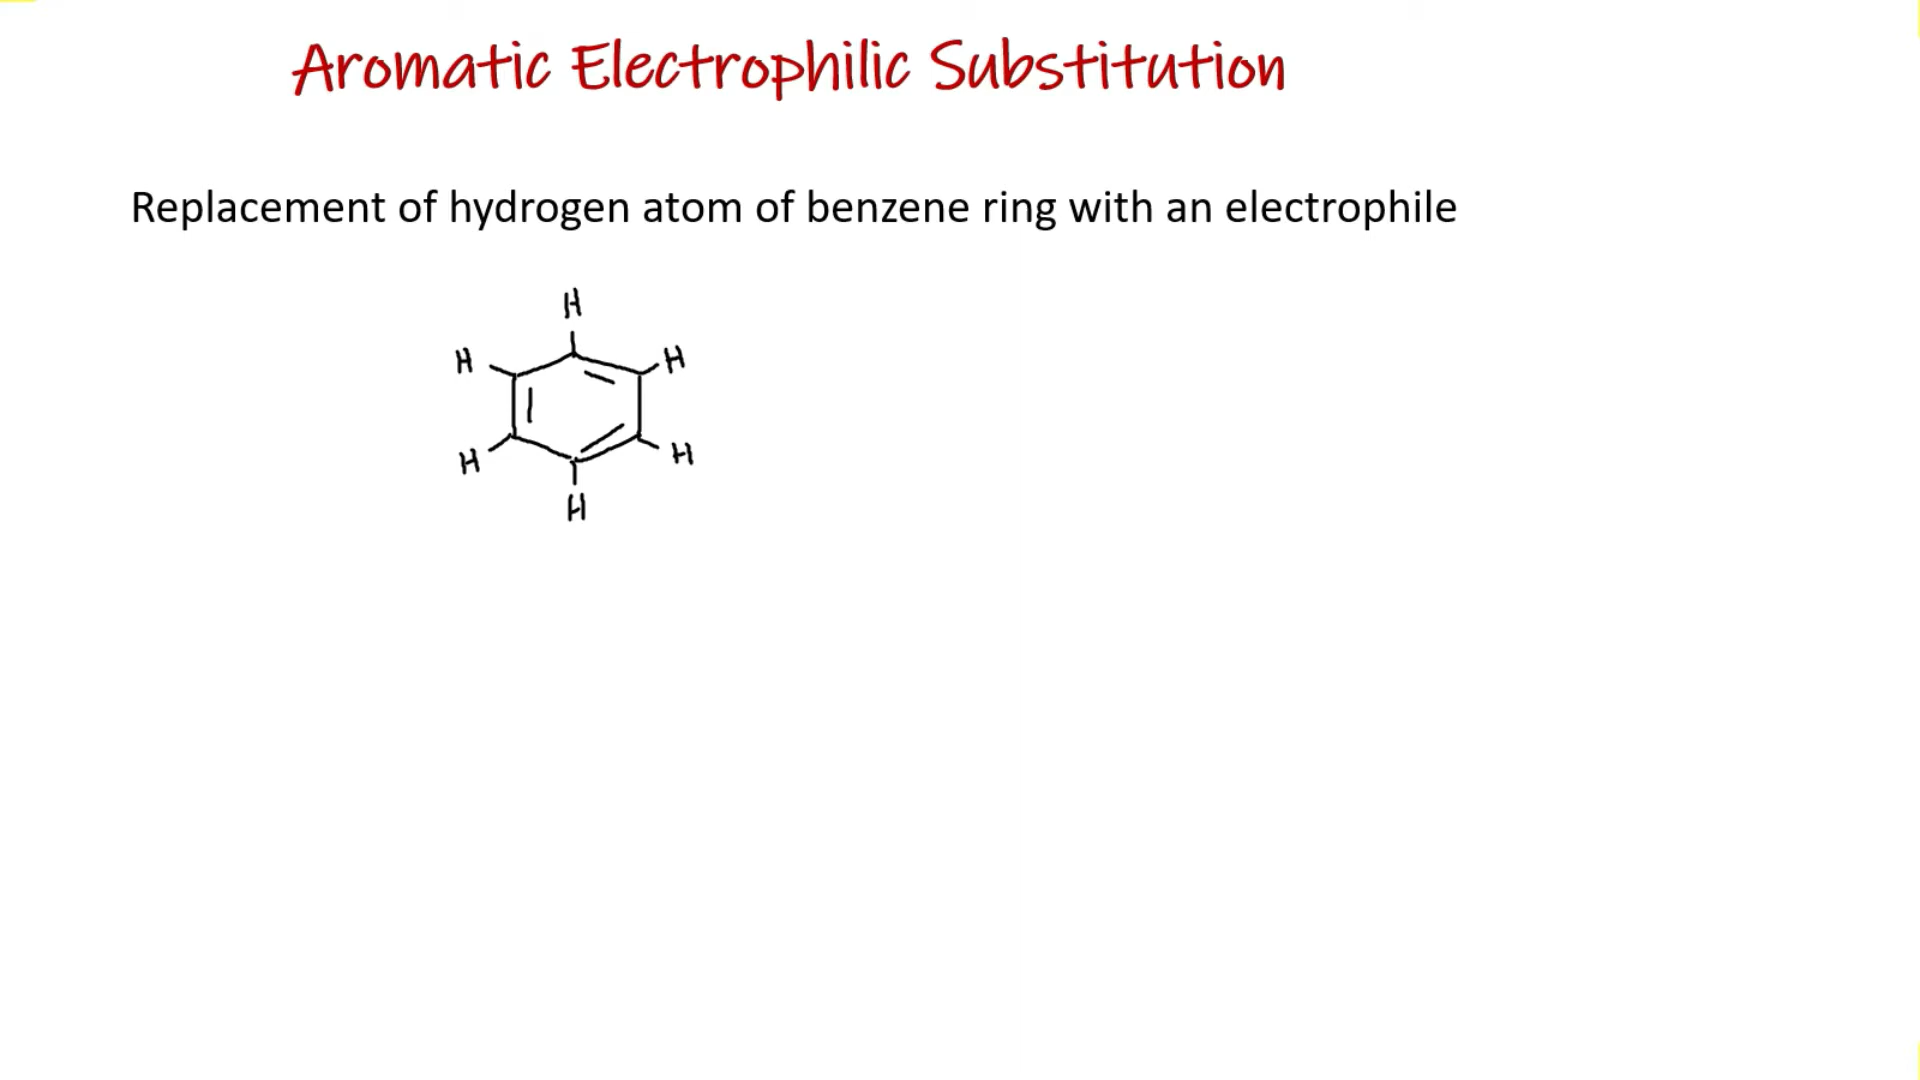 Aromatic Electrophilic Substitution
Replacement of hydrogen atom of benzene ring with an electrophile
H
H
H
H
H
H